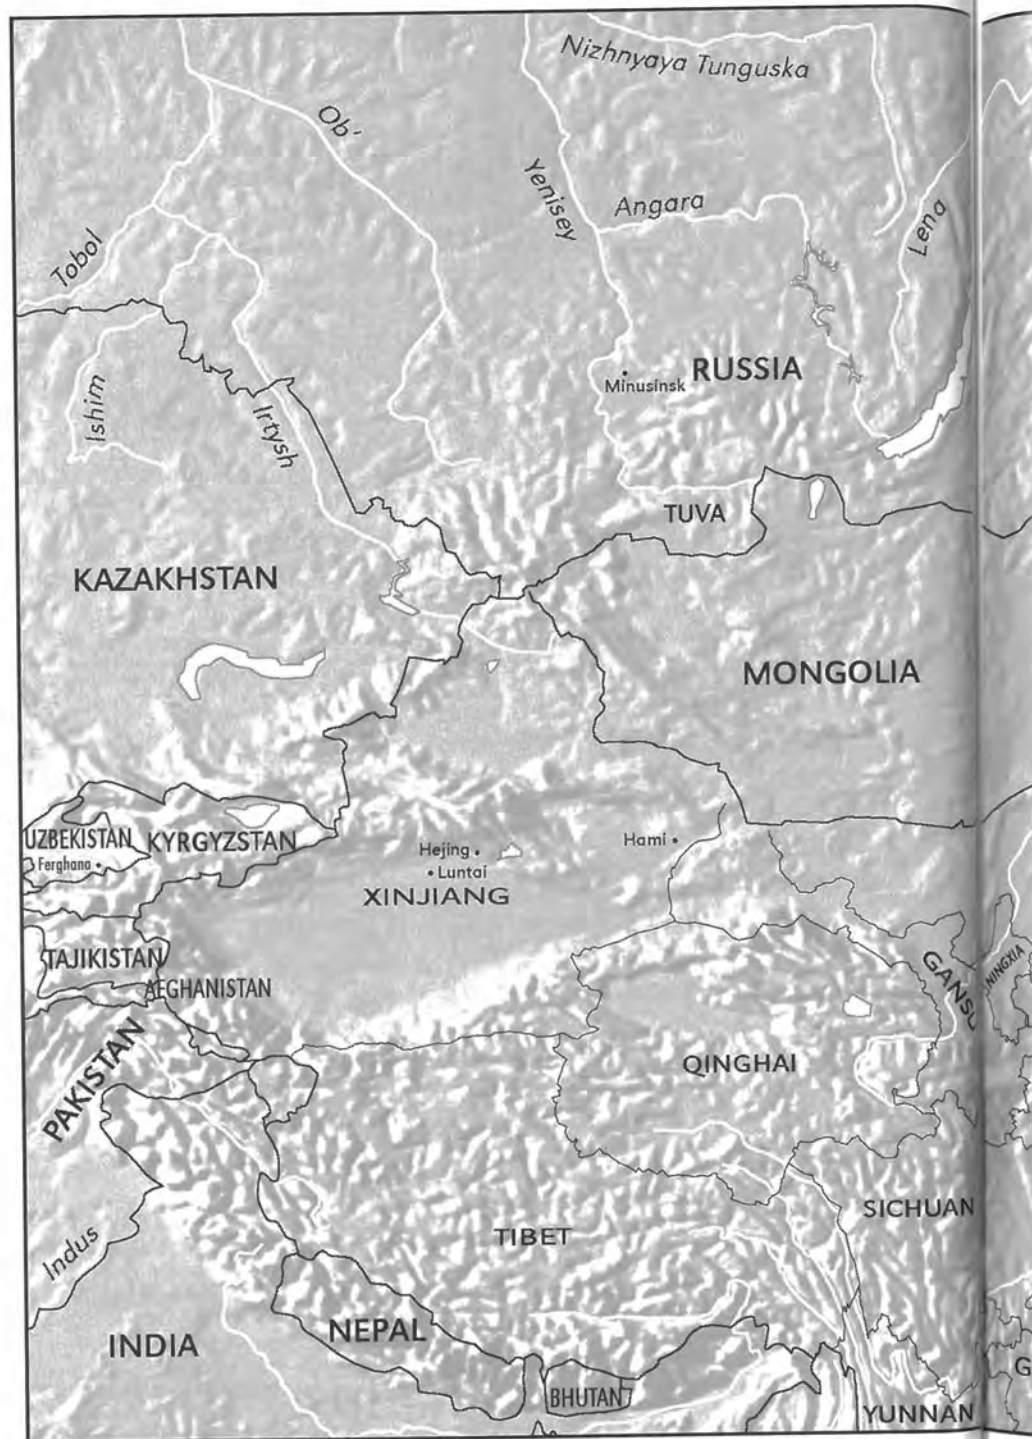 Nizhnyaya Tunguska
Ob'
Yenisey
Angara
Lena
Tobol
RUSSIA
Minusinsk
Ishim
Irtysh
TUVA
KAZAKHSTAN
MONGOLIA
UZBEKISTAN
KYRGYZSTAN
Ferghana
Hejing
Luntai
Hami
XINJIANG
TAJIKISTAN
AFGHANISTAN
GANSU
NINGXIA
PAKISTAN
QINGHAI
SICHUAN
TIBET
Indus
NEPAL
INDIA
BHUTAN
YUNNAN
G